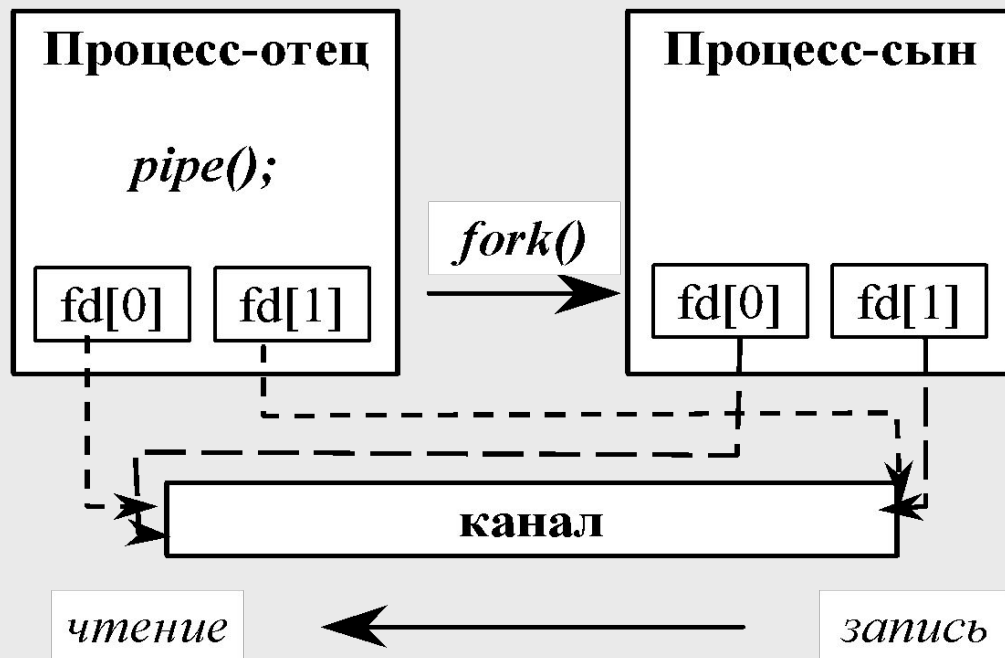 Процесс-отец
pipe();
fd[0]
fd[1]
fork()
Процесс-сын
fd[0]
fd[1]
канал
чтение
запись